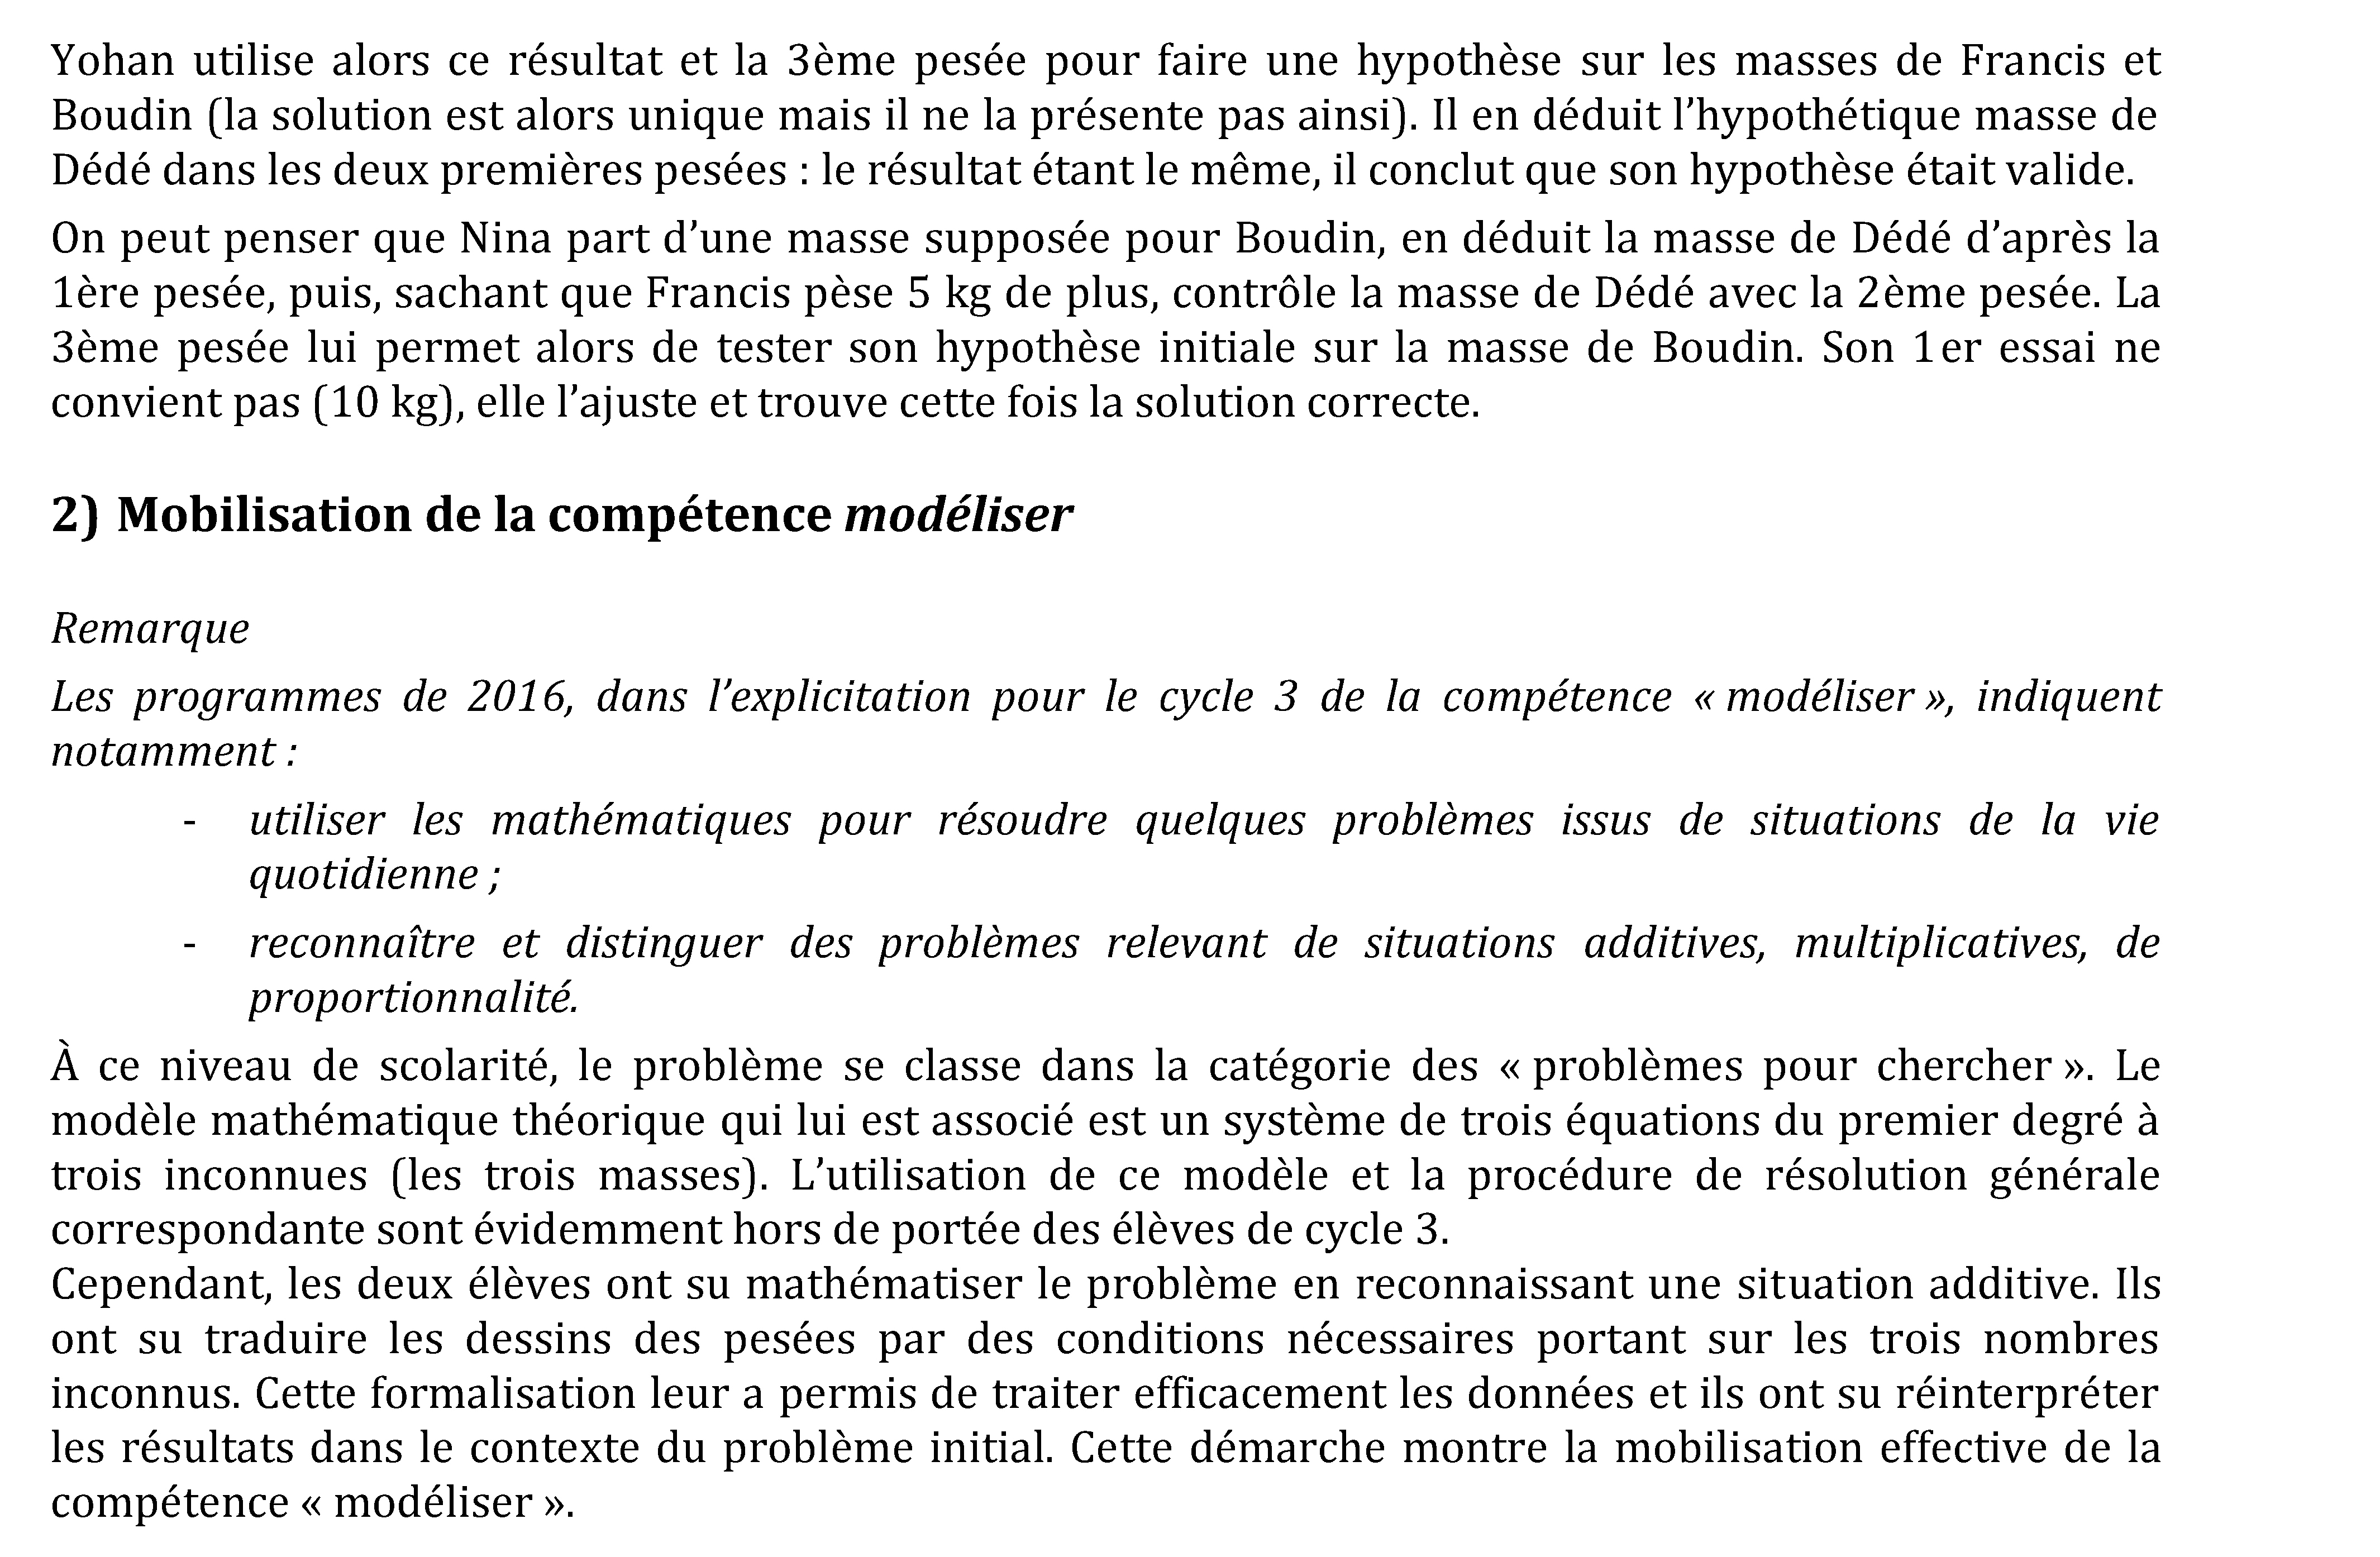 Yohan utilise alors ce résultat et la 3ème pesée pour faire une hypothèse sur les masses de Francis et
Boudin (la solution est alors unique mais il ne la présente pas ainsi). Il en déduit l’hypothétique masse de
Dédé dans les deux premières pesées : le résultat étant le même, il conclut que son hypothèse était valide.
On peut penser que Nina part d’une masse supposée pour Boudin, en déduit la masse de Dédé d’après la
1ère pesée, puis, sachant que Francis pèse 5 kg de plus, contrôle la masse de Dédé avec la 2ème pesée. La
3ème pesée lui permet alors de tester son hypothèse initiale sur la masse de Boudin. Son 1er essai ne
convient pas (10 kg), elle l’ajuste et trouve cette fois la solution correcte.
2) Mobilisation de la compétence modéliser
Remarque
Les programmes de 2016, dans l’explicitation pour le cycle 3 de la compétence « modéliser », indiquent
notamment :
- utiliser les mathématiques pour résoudre quelques problèmes issus de situations de la vie
quotidienne ;
- reconnaître et distinguer des problèmes relevant de situations additives, multiplicatives, de
proportionnalité.
À ce niveau de scolarité, le problème se classe dans la catégorie des « problèmes pour chercher ». Le
modèle mathématique théorique qui lui est associé est un système de trois équations du premier degré à
trois inconnues (les trois masses). L’utilisation de ce modèle et la procédure de résolution générale
correspondante sont évidemment hors de portée des élèves de cycle 3.
Cependant, les deux élèves ont su mathématiser le problème en reconnaissant une situation additive. Ils
ont su traduire les dessins des pesées par des conditions nécessaires portant sur les trois nombres
inconnus. Cette formalisation leur a permis de traiter efficacement les données et ils ont su réinterpréter
les résultats dans le contexte du problème initial. Cette démarche montre la mobilisation effective de la
compétence « modéliser ».